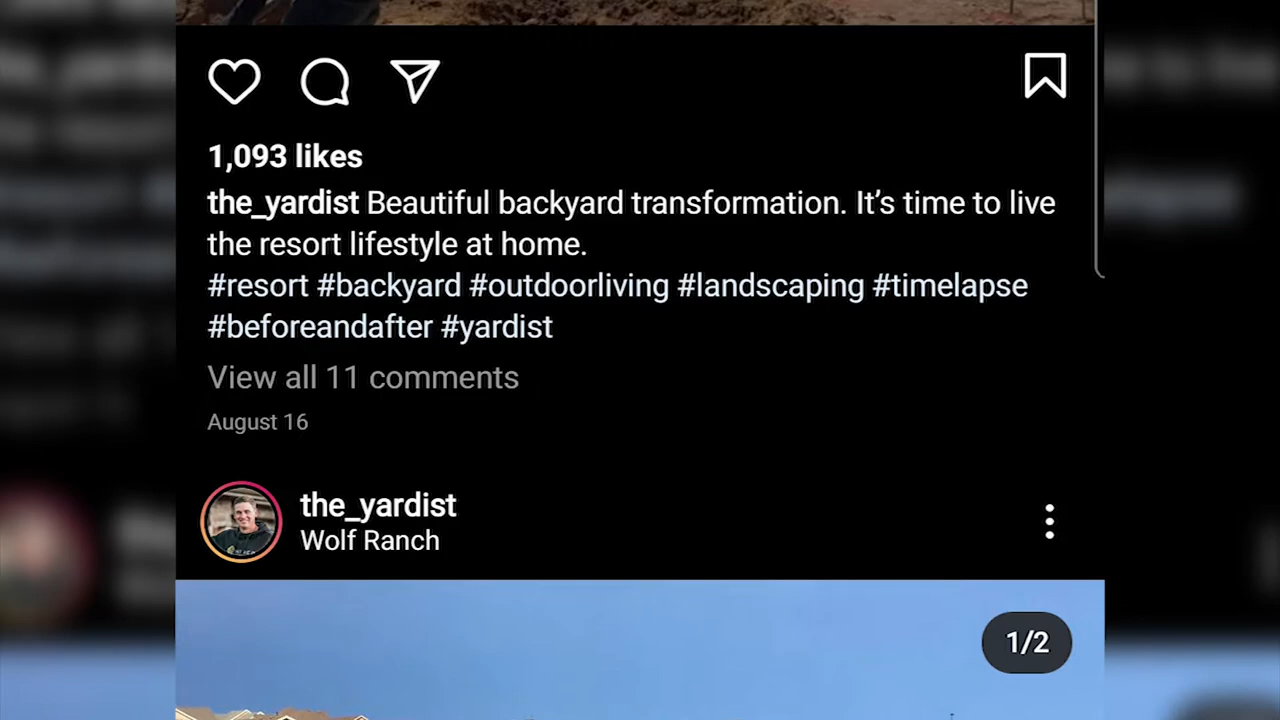 1,093 likes
the_yardist Beautiful backyard transformation. It’s time to live
the resort lifestyle at home.
#resort #backyard #outdoorliving #landscaping #timelapse
#beforeandafter #yardist
View all 11 comments
August 16
the_yardist
Wolf Ranch
1/2